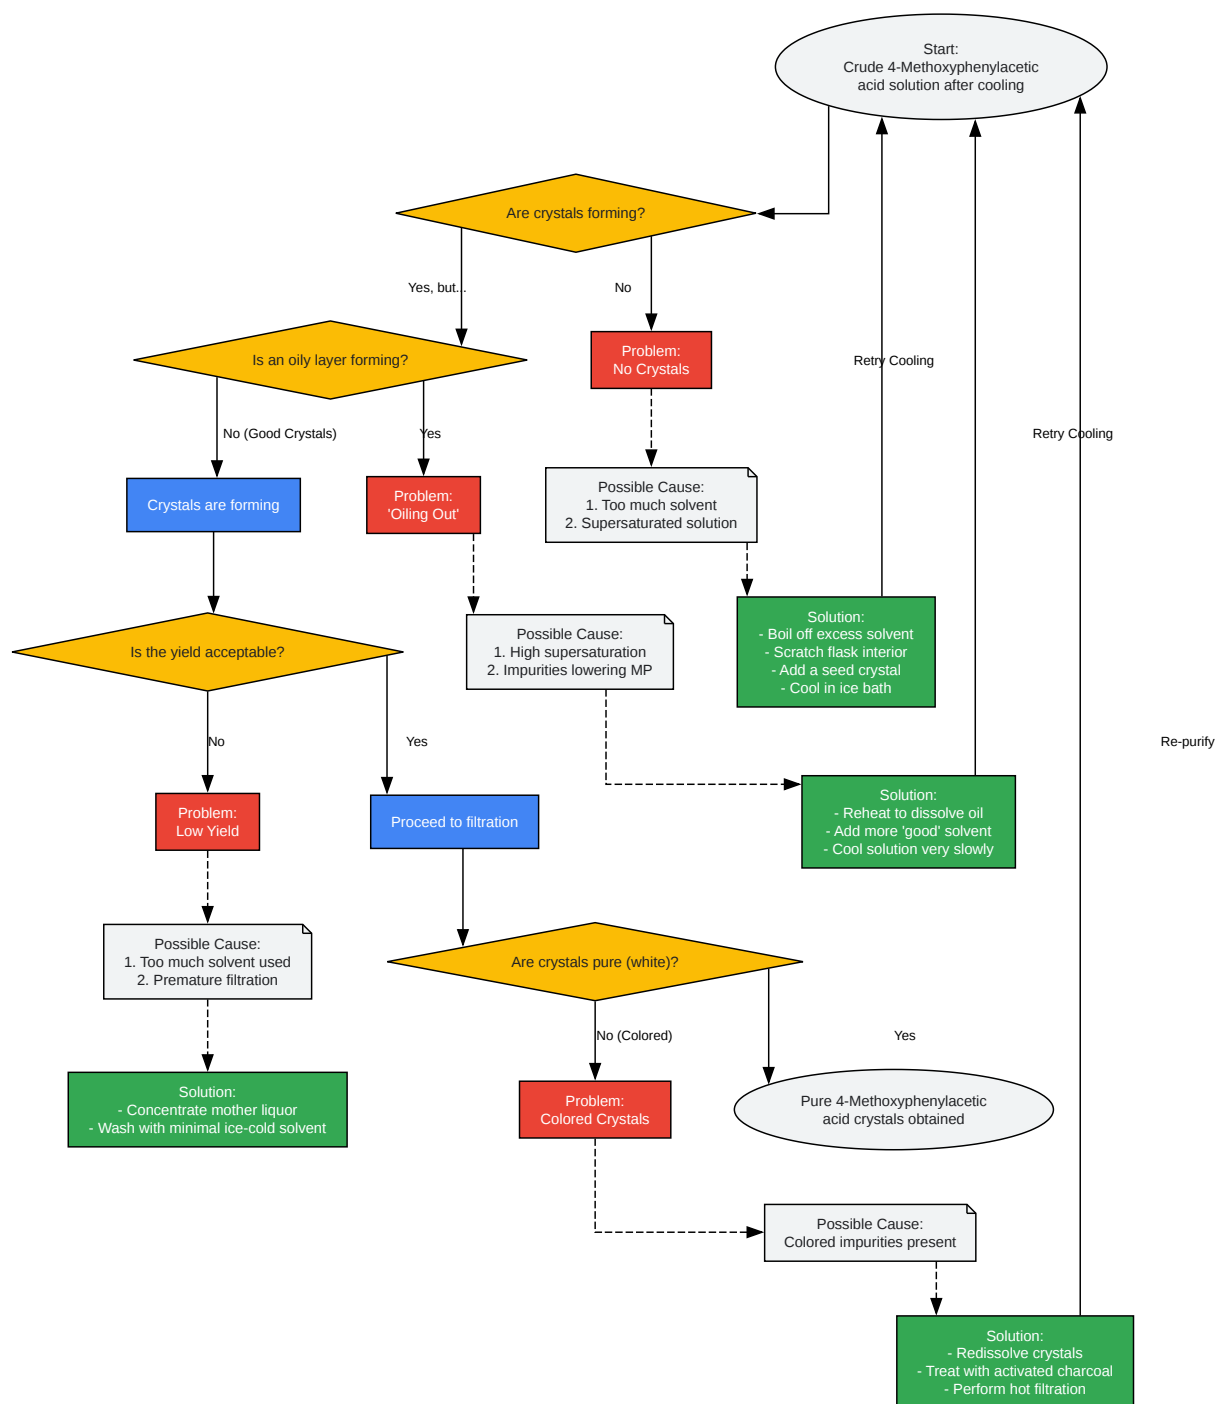 Start:
Crude 4-Methoxyphenylacetic
acid solution after cooling
Are crystals forming?
Yes, but...
No
Is an oily layer forming?
Problem:
No Crystals
Retry Cooling
No (Good Crystals)
Yes
Retry Cooling
Crystals are forming
Problem:
'Oiling Out'
Possible Cause:
1. Too much solvent
2. Supersaturated solution
Is the yield acceptable?
Possible Cause:
1. High supersaturation
2. Impurities lowering MP
Solution:
- Boil off excess solvent
- Scratch flask interior
- Add a seed crystal
- Cool in ice bath
No
Yes
Re-purify
Problem:
Low Yield
Proceed to filtration
Solution:
- Reheat to dissolve oil
- Add more 'good' solvent
- Cool solution very slowly
Possible Cause:
1. Too much solvent used
2. Premature filtration
Are crystals pure (white)?
No (Colored)
Yes
Solution:
- Concentrate mother liquor
- Wash with minimal ice-cold solvent
Problem:
Colored Crystals
Pure 4-Methoxyphenylacetic
acid crystals obtained
Possible Cause:
Colored impurities present
Solution:
- Redissolve crystals
- Treat with activated charcoal
- Perform hot filtration